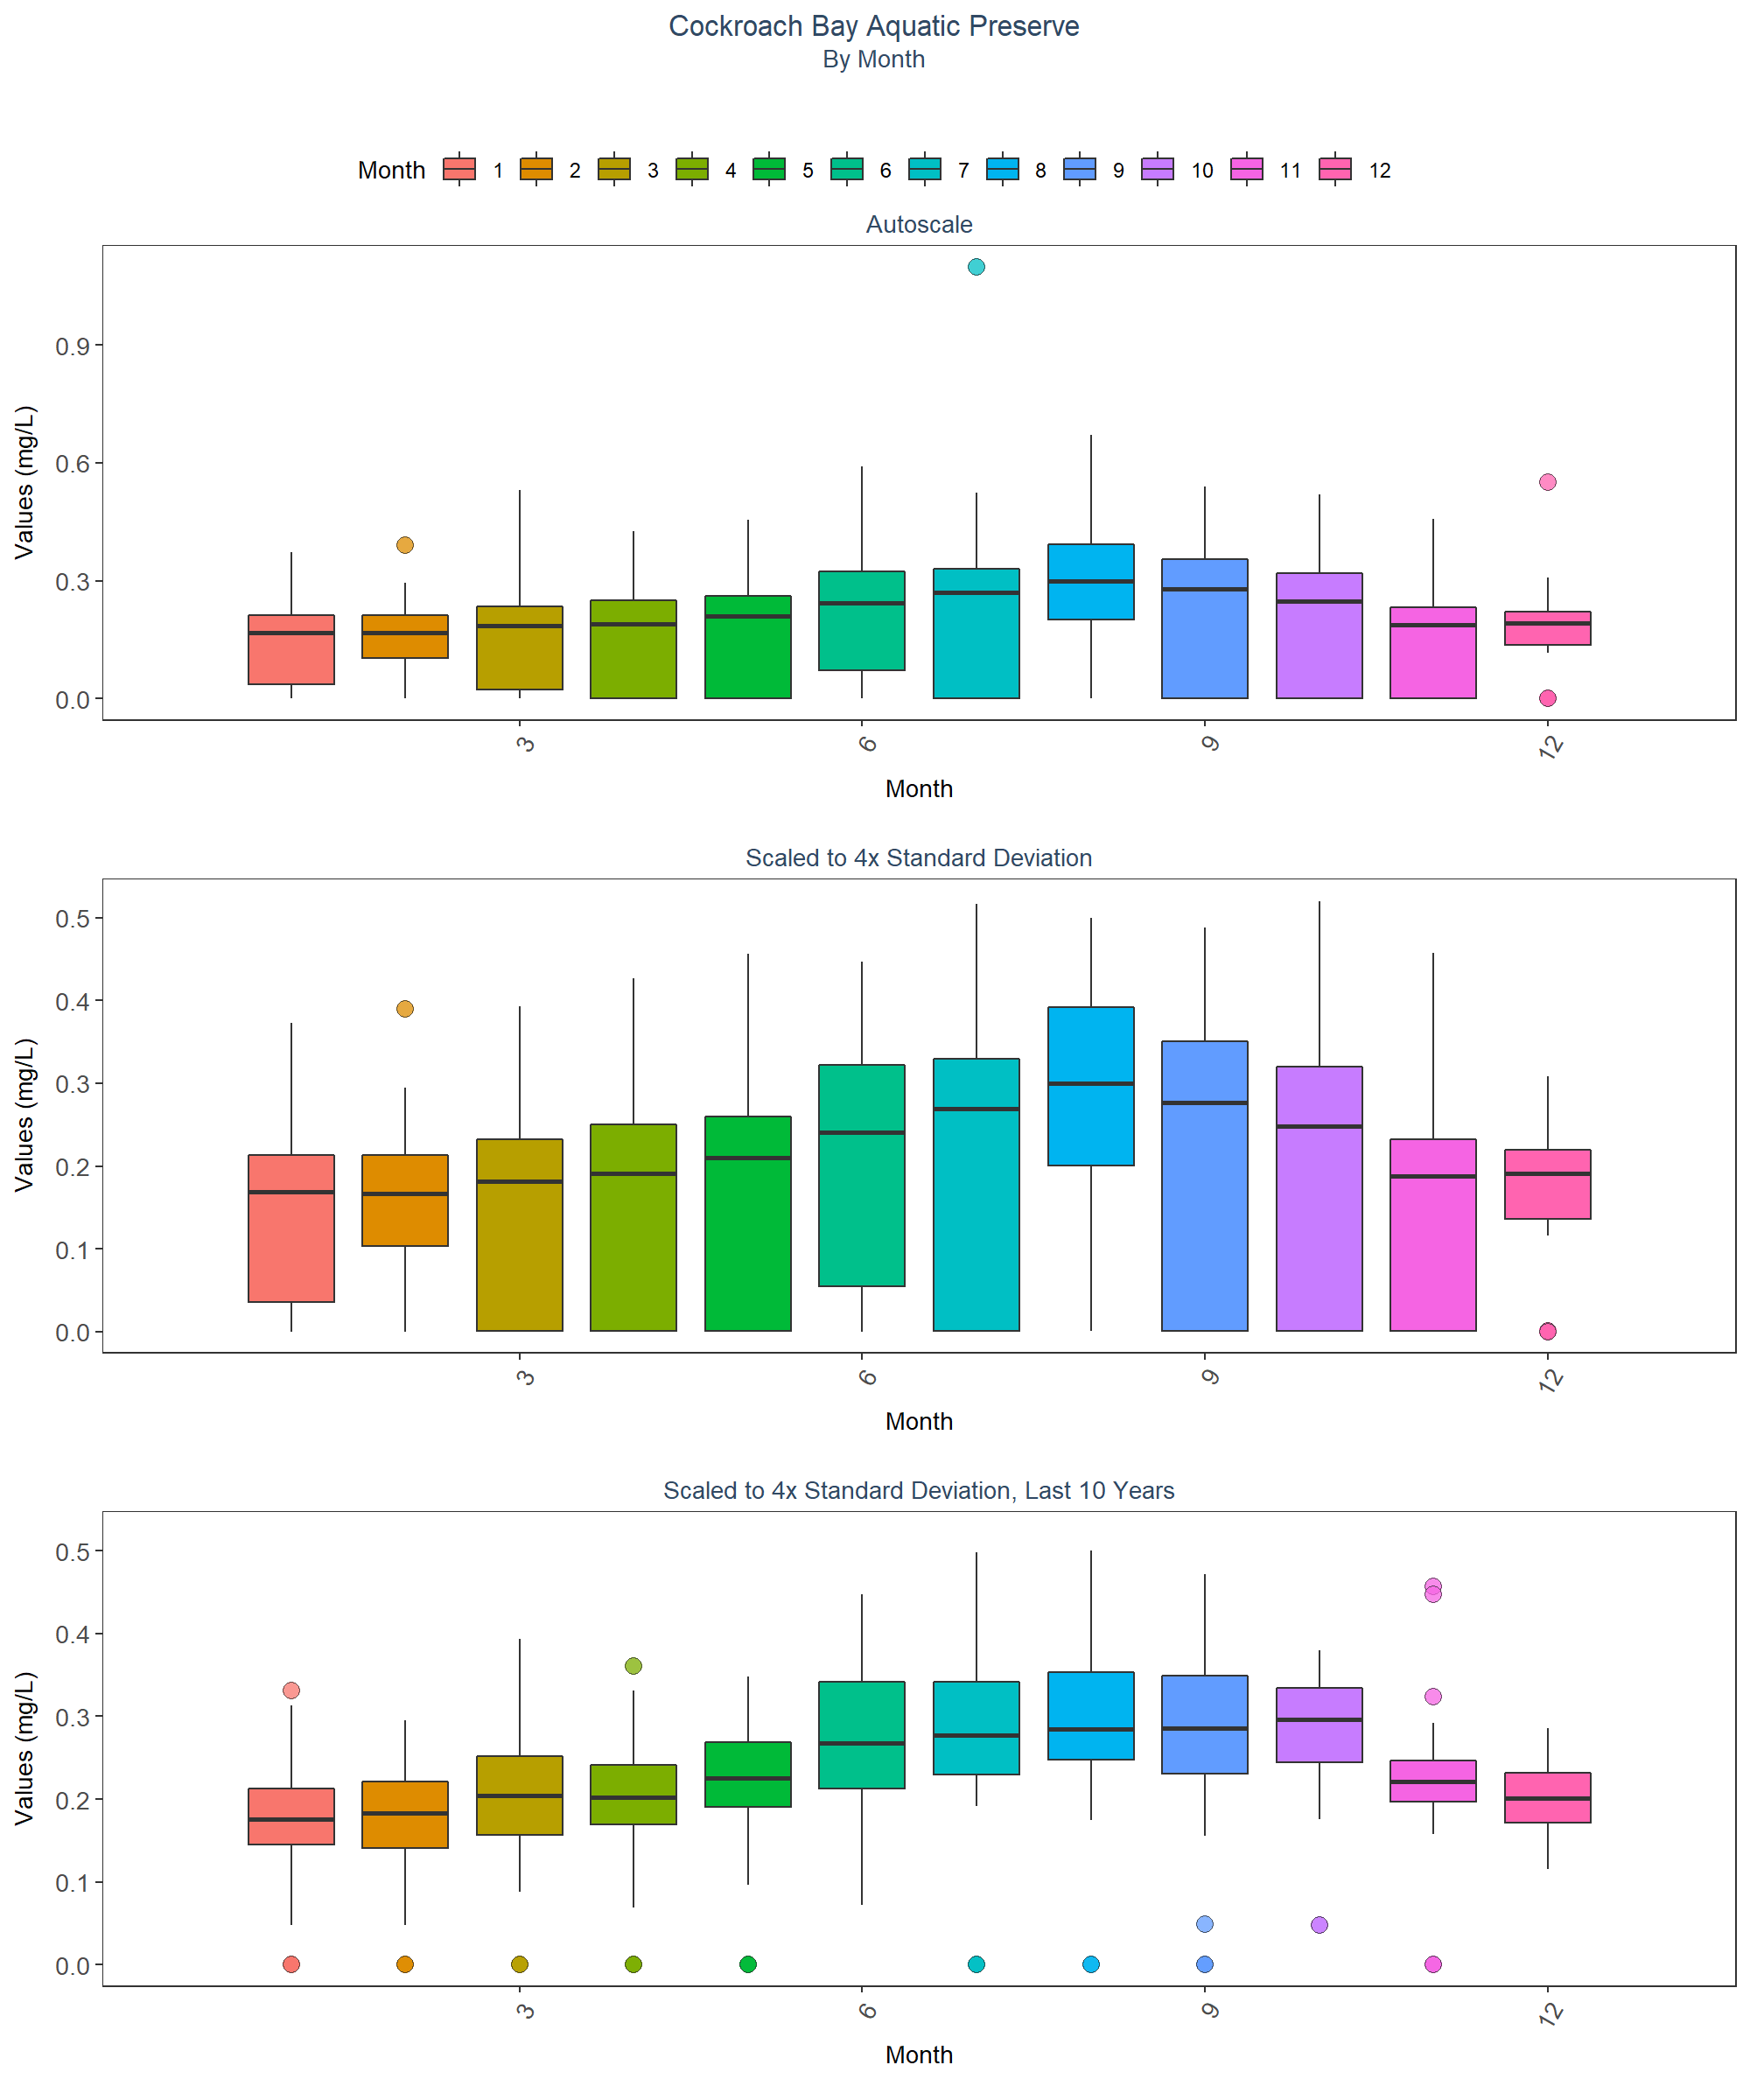 Cockroach Bay Aquatic Preserve
By Month
Month 1 2 3 4 5 6 7 8 9 10 11 12
Autoscale
Values (mg/L)
0.9
0.6
0.3
0.0
3 6 9 12
Month
Scaled to 4x Standard Deviation
Values (mg/L)
0.5
0.4
0.3
0.2
0.1
0.0
3 6 9 12
Month
Scaled to 4x Standard Deviation, Last 10 Years
Values (mg/L)
0.5
0.4
0.3
0.2
0.1
0.0
3 6 9 12
Month